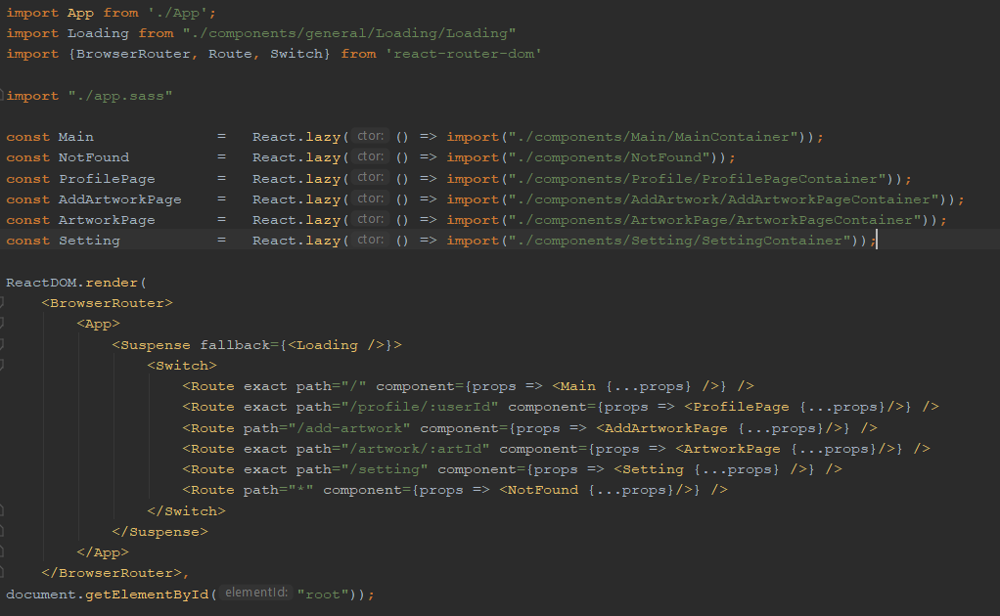 import App from './App';
import Loading from "./components/general/Loading/Loading"
import {BrowserRouter, Route, Switch} from 'react-router-dom'
import "./app.sass"
const Main = React.lazy( ctor: () => import("./components/Main/MainContainer"));
const NotFound = React.lazy( ctor: () => import("./components/NotFound"));
const ProfilePage = React.lazy( ctor: () => import("./components/Profile/ProfilePageContainer"));
const AddArtworkPage = React.lazy( ctor: () => import("./components/AddArtwork/AddArtworkPageContainer"));
const ArtworkPage = React.lazy( ctor: () => import("./components/ArtworkPage/ArtworkPageContainer"));
const Setting = React.lazy( ctor: () => import("./components/Setting/SettingContainer"));
ReactDOM.render(
<BrowserRouter>
<App>
<Suspense fallback={<Loading />}>
<Switch>
<Route exact path="/" component={props => <Main {...props} />} />
<Route exact path="/profile/:userId" component={props => <ProfilePage {...props}/>} />
<Route path="/add-artwork" component={props => <AddArtworkPage {...props}/>} />
<Route exact path="/artwork/:artId" component={props => <ArtworkPage {...props}/>} />
<Route exact path="/setting" component={props => <Setting {...props} />} />
<Route path="*" component={props => <NotFound {...props}/>} />
</Switch>
</Suspense>
</App>
</BrowserRouter>,
document.getElementById( elementId: "root"));